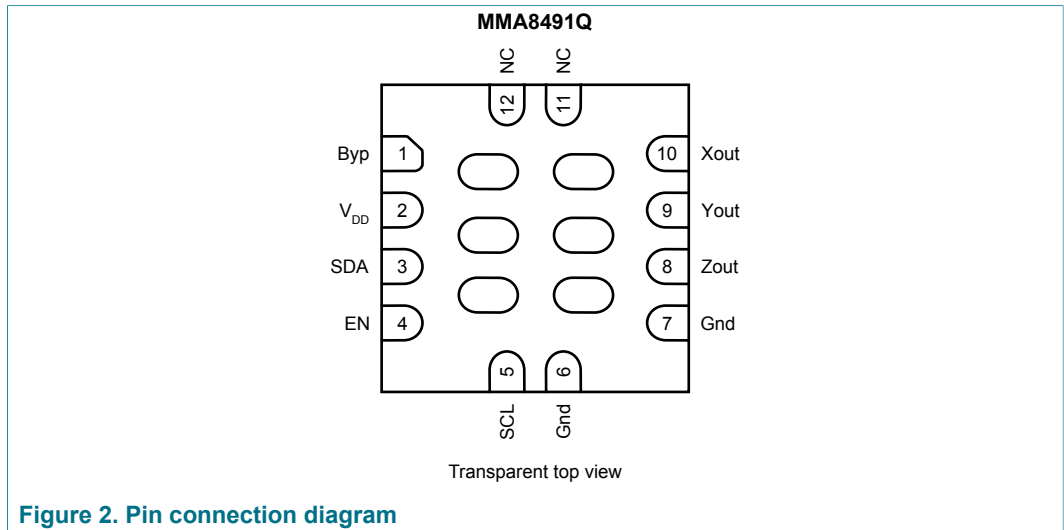 MMA8491Q
NC NC
12 11
Byp 1 10 Xout
VDD 2 9 Yout
SDA 3 8 Zout
EN 4 7 Gnd
5 6
SCL Gnd
Transparent top view
Figure 2. Pin connection diagram